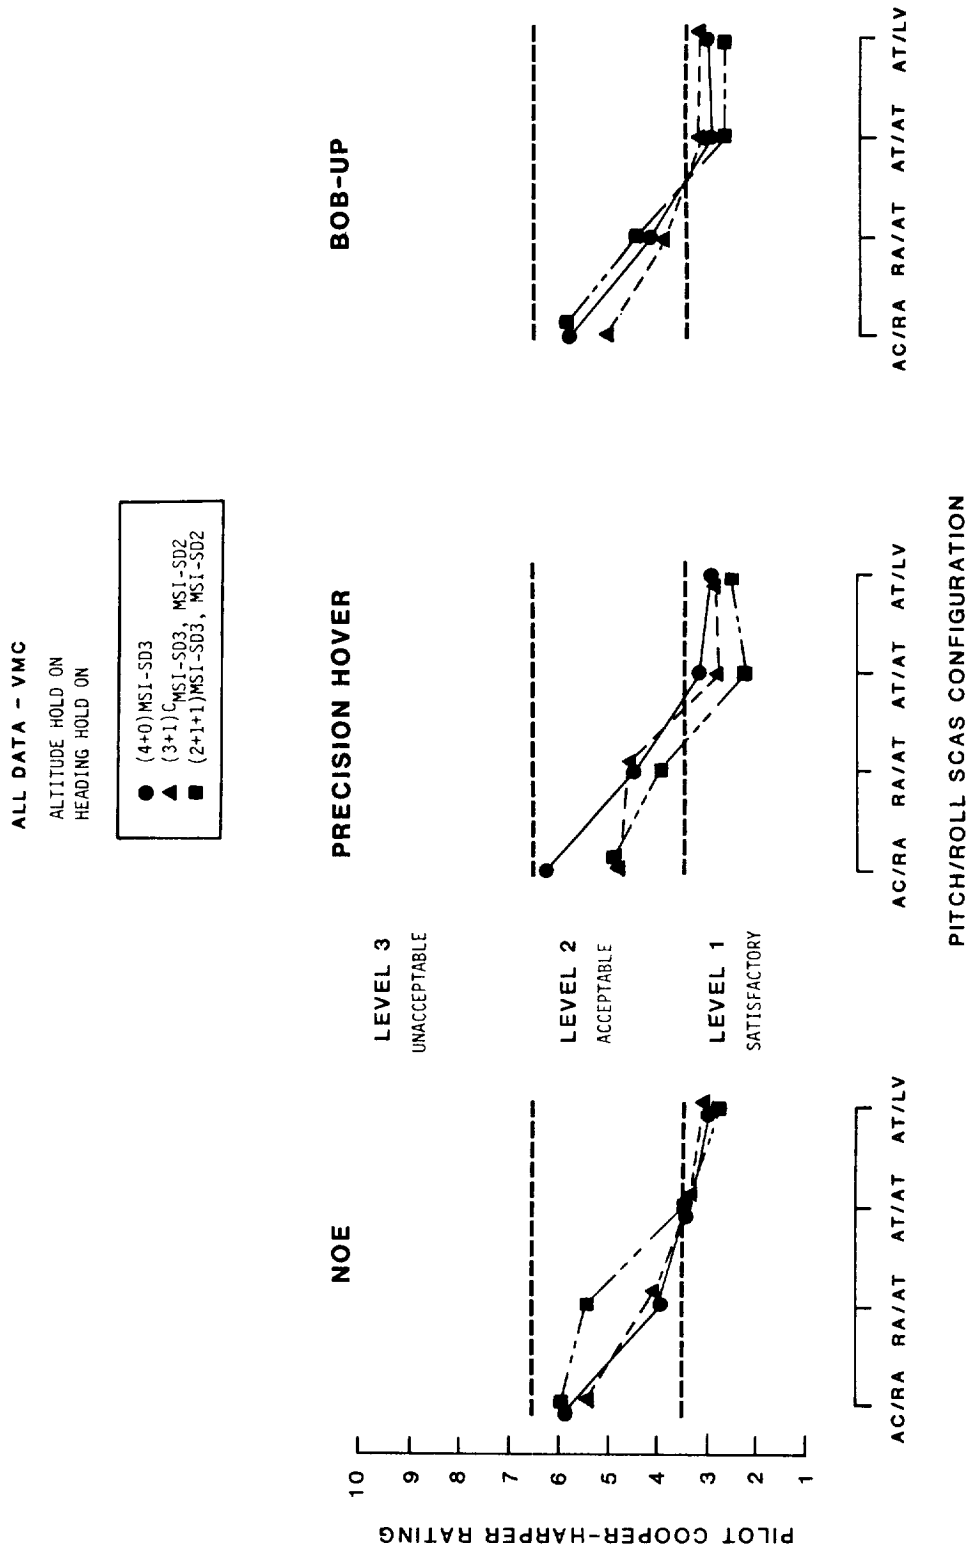 ALL DATA - VMC
ALTITUDE HOLD ON
HEADING HOLD ON
(4+0)MSI-SD3
(3+1)CMSI-SD3, MSI-SD2
(2+1+1)MSI-SD3, MSI-SD2
NOE
PRECISION HOVER
BOB-UP
PILOT COOPER-HARPER RATING
10
9
8
7
6
5
4
3
2
1
LEVEL 3
UNACCEPTABLE
LEVEL 2
ACCEPTABLE
LEVEL 1
SATISFACTORY
AC/RA RA/AT AT/AT AT/LV
AC/RA RA/AT AT/AT AT/LV
AC/RA RA/AT AT/AT AT/LV
PITCH/ROLL SCAS CONFIGURATION